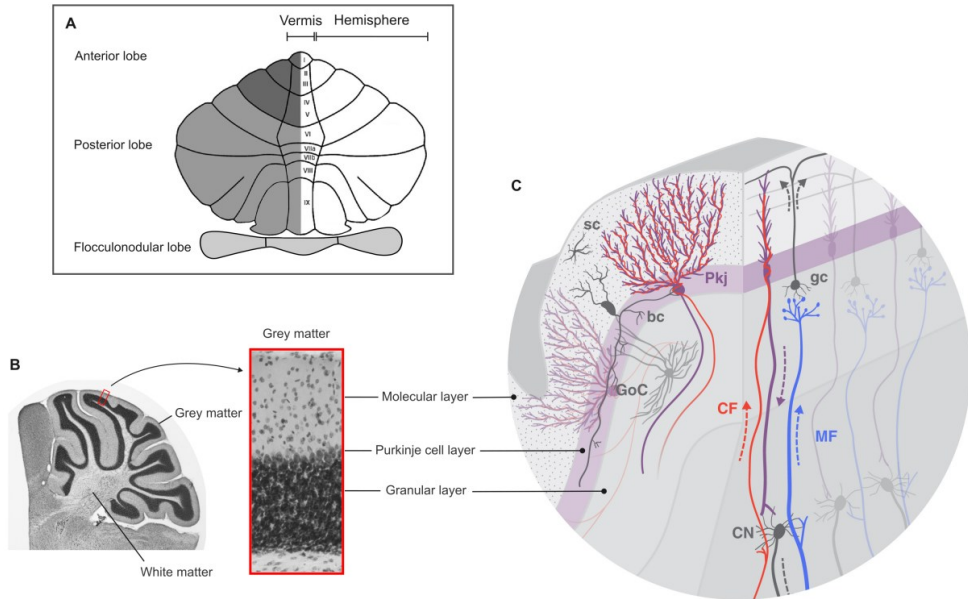 A
Vermis
Hemisphere
Anterior lobe
Posterior lobe
Flocculonodular lobe
I
II
III
IV
V
VI
VIIa
VIIb
VIII
IX
B
Grey matter
Grey matter
White matter
Molecular layer
Purkinje cell layer
Granular layer
C
sc
Pkj
gc
bc
GoC
CF
MF
CN